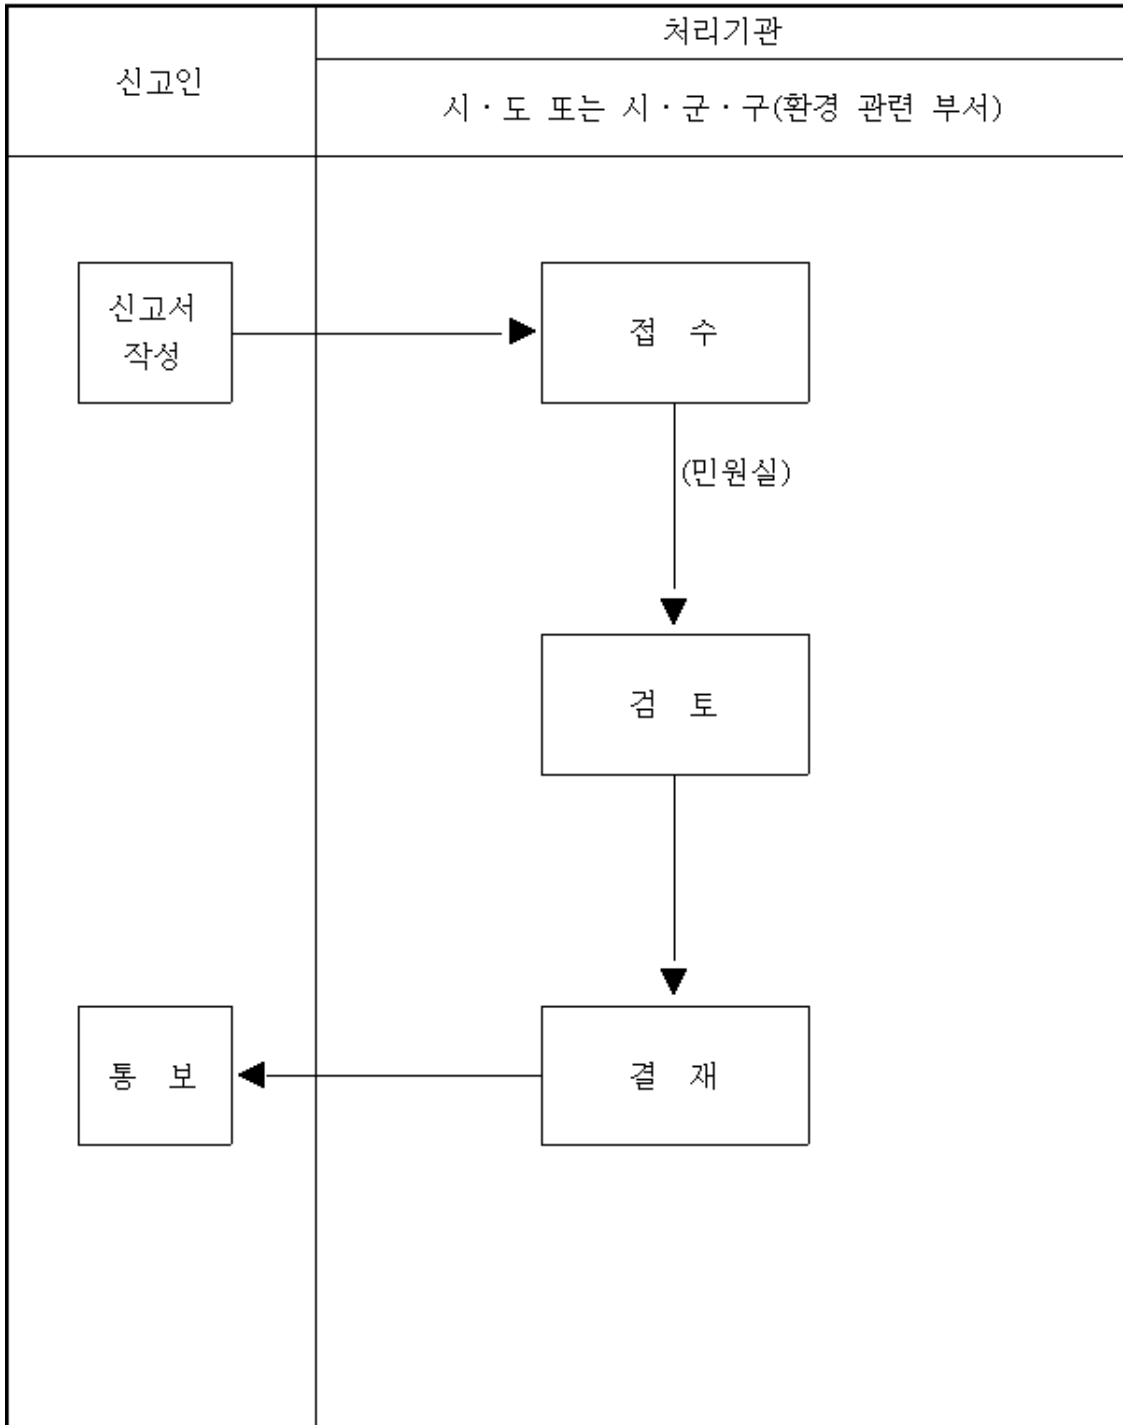 신고인
처리기관
시·도 또는 시·군·구(환경 관련 부서)
신고서
작성
접 수
(민원실)
검 토
통 보
결 재